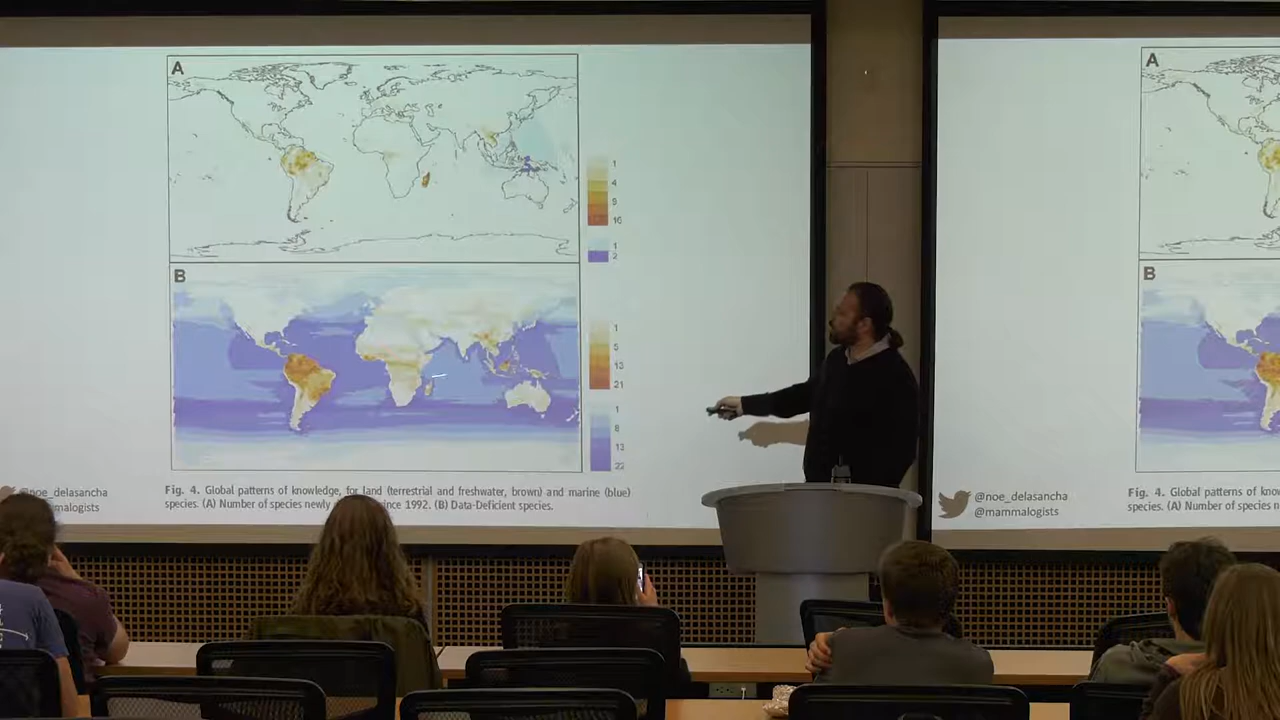 A
1
4
9
16
1
2
B
1
5
13
21
1
8
13
22
Fig. 4. Global patterns of knowledge, for land (terrestrial and freshwater, brown) and marine (blue)
species. (A) Number of species newly since 1992. (B) Data-Deficient species.
@noe_delasancha
A
B
@noe_delasancha
@mammalogists
Fig. 4. Global patterns of
species. (A) Number of species